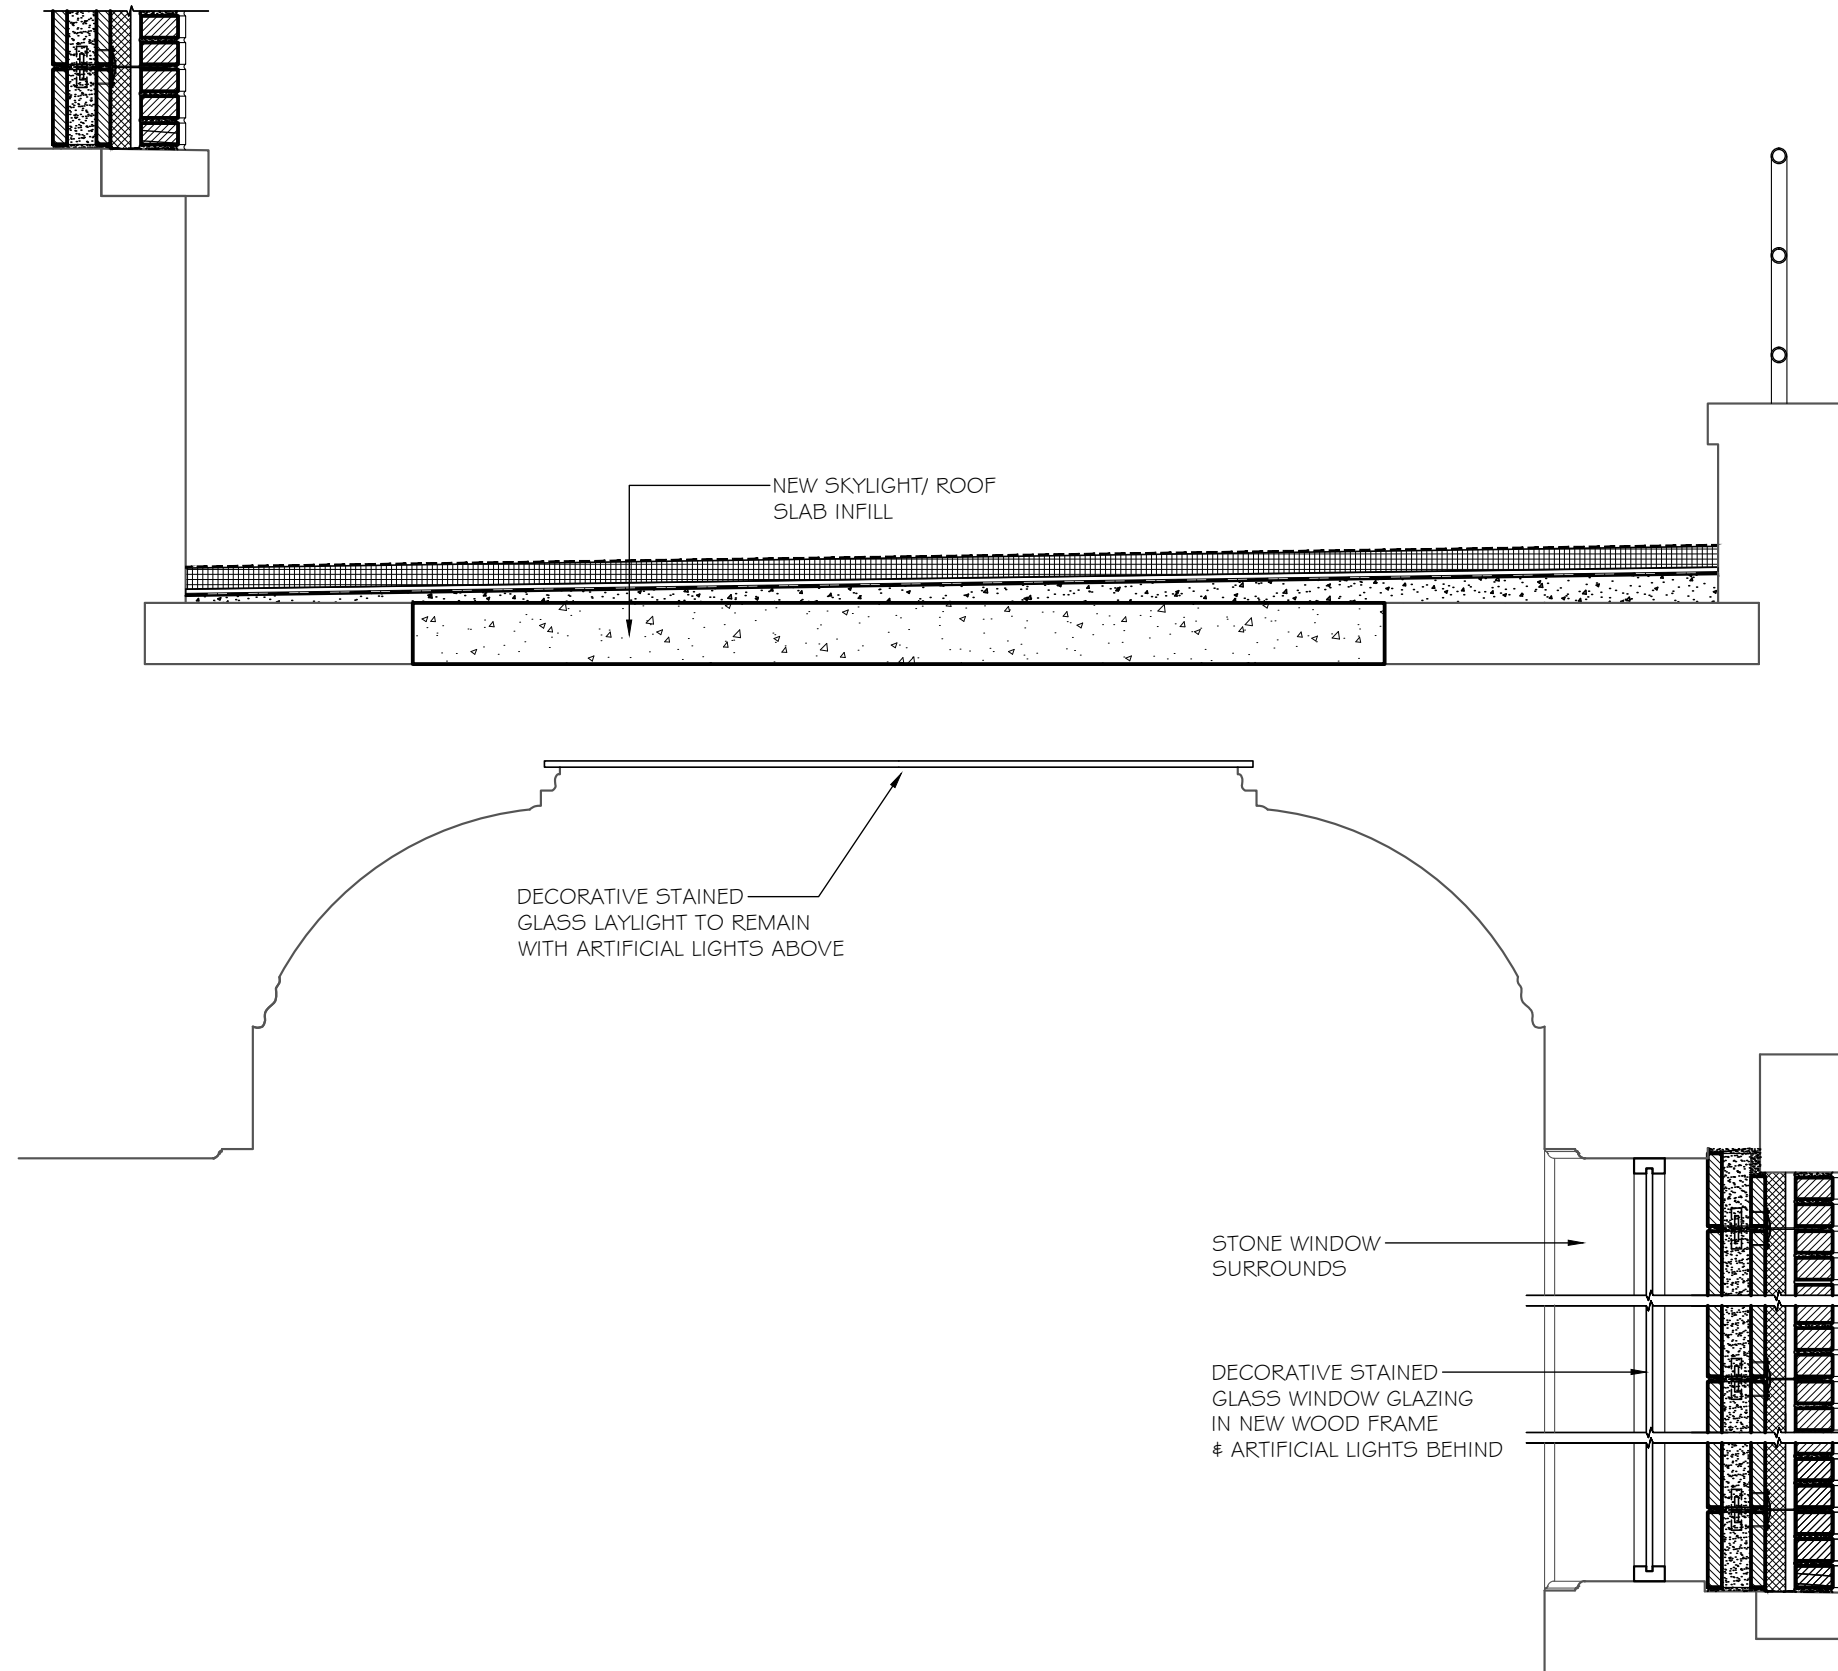 NEW SKYLIGHT/ ROOF
SLAB INFILL
DECORATIVE STAINED
GLASS LAYLIGHT TO REMAIN
WITH ARTIFICIAL LIGHTS ABOVE
STONE WINDOW
SURROUNDS
DECORATIVE STAINED
GLASS WINDOW GLAZING
IN NEW WOOD FRAME
& ARTIFICIAL LIGHTS BEHIND